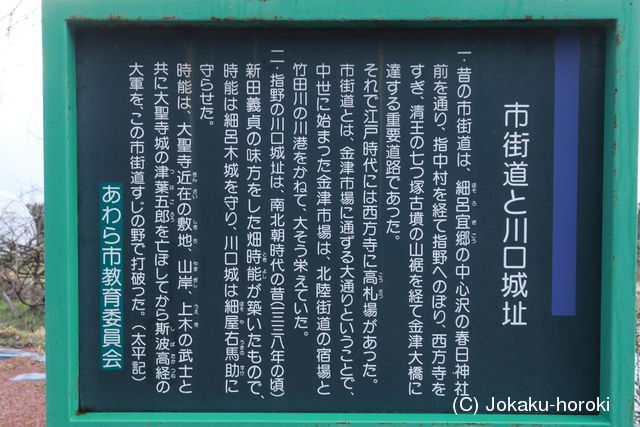 市街道と川口城址
一．昔の市街道は、細呂宜郷の中心沢の春日神社
前を通り、指中村を経て指野へのぼり、西方寺を
すぎ、清王の七つ塚古墳の山裾を経て金津大橋に
達する重要道路であった。
それで江戸時代には西方寺に高札場があった。
市街道とは、金津市場に通ずる大通りということで、
中世に始まった金津市場は、北陸街道の宿場と
竹田川の川港をかねて、大そう栄えていた。
二．指野の川口城址は、南北朝時代の昔（一三三八年の頃）
新田義貞の味方をした畑時能が築いたもので、
時能は細呂木城を守り、川口城は細屋右馬助に
守らせた。
時能は、大聖寺近在の敷地、山岸、上木の武士と
共に大聖寺城の津葉五郎を亡ぼしてから斯波高経の
大軍を、この市街道すじの野で打破った。（太平記）
あわら市教育委員会
(C) Jokaku-horoki